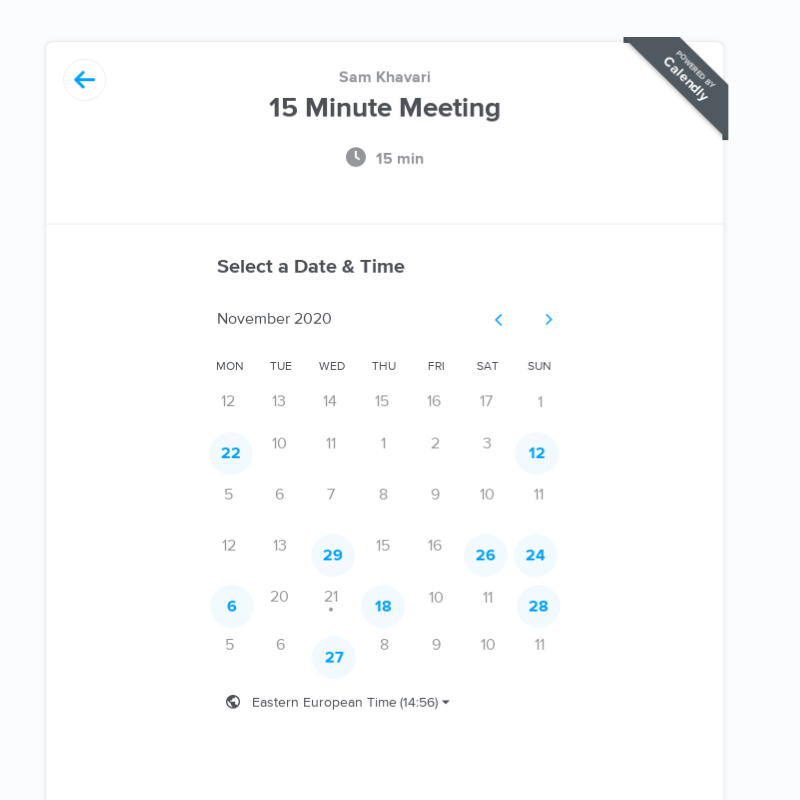 Sam Khavari
POWERED BY
Calendly
15 Minute Meeting
15 min
Select a Date & Time
November 2020
MON TUE WED THU FRI SAT SUN
12 13 14 15 16 17 1
22 10 11 1 2 3 12
5 6 7 8 9 10 11
12 13 29 15 16 26 24
6 20 21 18 10 11 28
5 6 27 8 9 10 11
Eastern European Time (14:56)